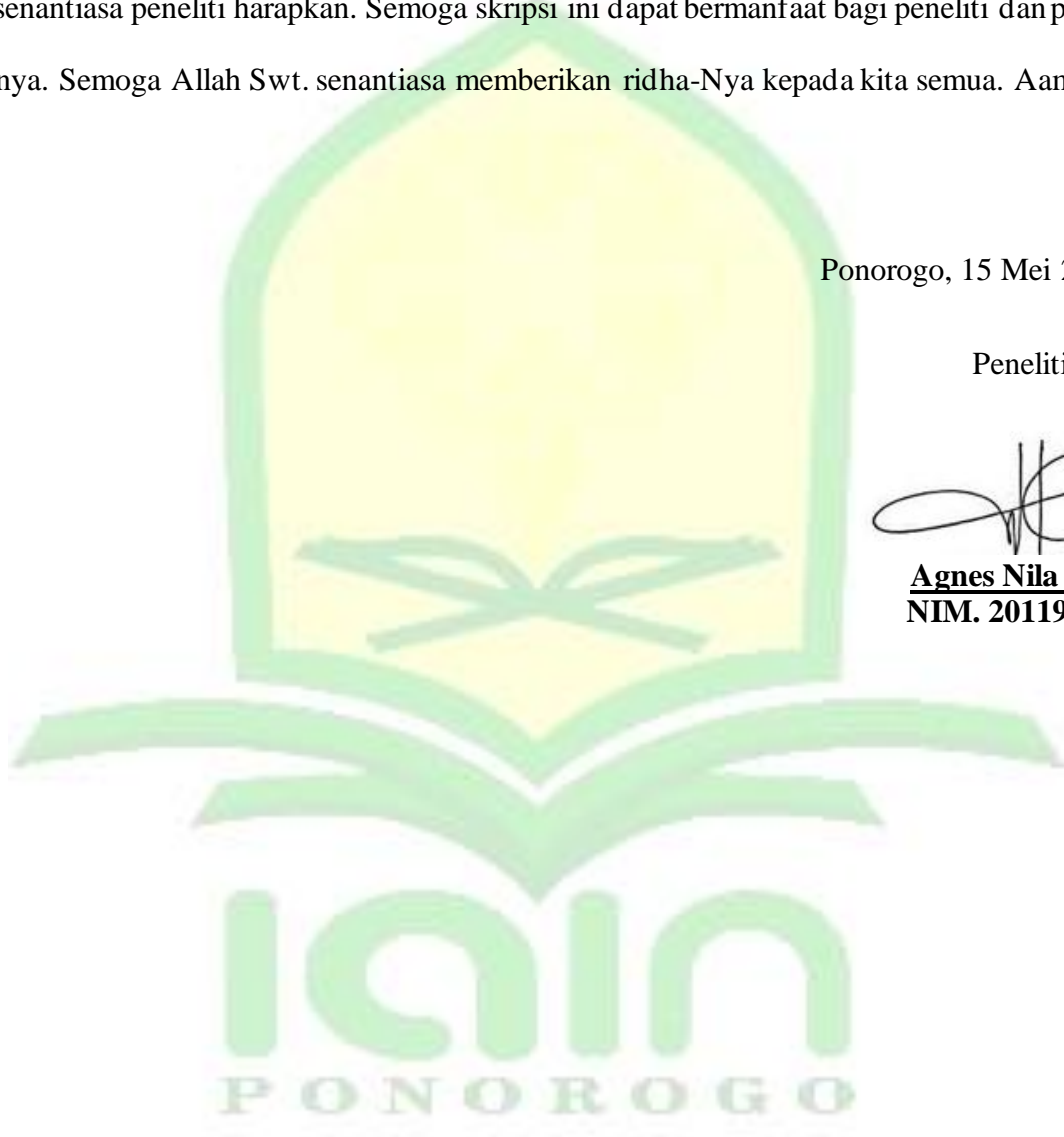 senantiasa peneliti harapkan. Semoga skripsi ini dapat bermanfaat bagi peneliti dan p
nya. Semoga Allah Swt. senantiasa memberikan ridha-Nya kepada kita semua. Aam
Ponorogo, 15 Mei 2
Peneliti
Agnes Nila
NIM. 20119
iain
PONOROGO